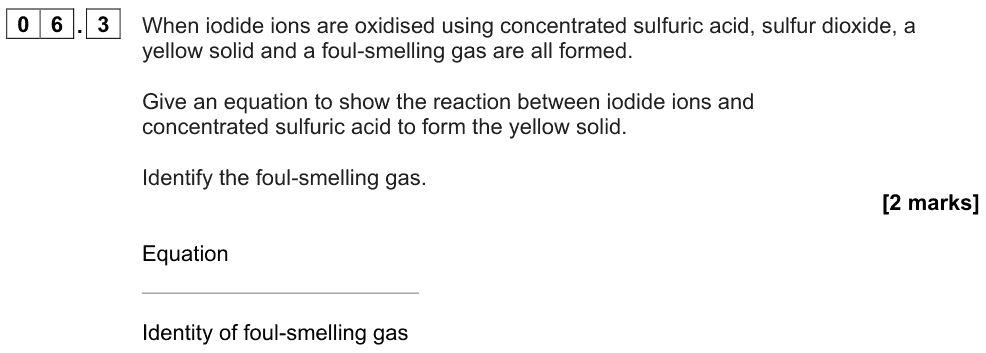 0 6 . 3 When iodide ions are oxidised using concentrated sulfuric acid, sulfur dioxide, a
yellow solid and a foul-smelling gas are all formed.
Give an equation to show the reaction between iodide ions and
concentrated sulfuric acid to form the yellow solid.
Identify the foul-smelling gas.
[2 marks]
Equation
Identity of foul-smelling gas